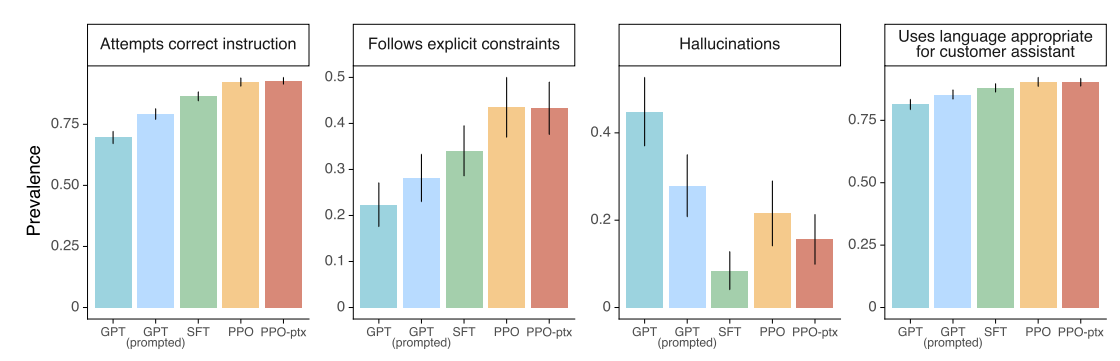 Attempts correct instruction
Prevalence
0.75
0.50
0.25
0
GPT
GPT
(prompted)
SFT
PPO
PPO-ptx
Follows explicit constraints
0.5
0.4
0.3
0.2
0.1
0
GPT
GPT
(prompted)
SFT
PPO
PPO-ptx
Hallucinations
0.4
0.2
0
GPT
GPT
(prompted)
SFT
PPO
PPO-ptx
Uses language appropriate
for customer assistant
0.75
0.50
0.25
0
GPT
GPT
(prompted)
SFT
PPO
PPO-ptx